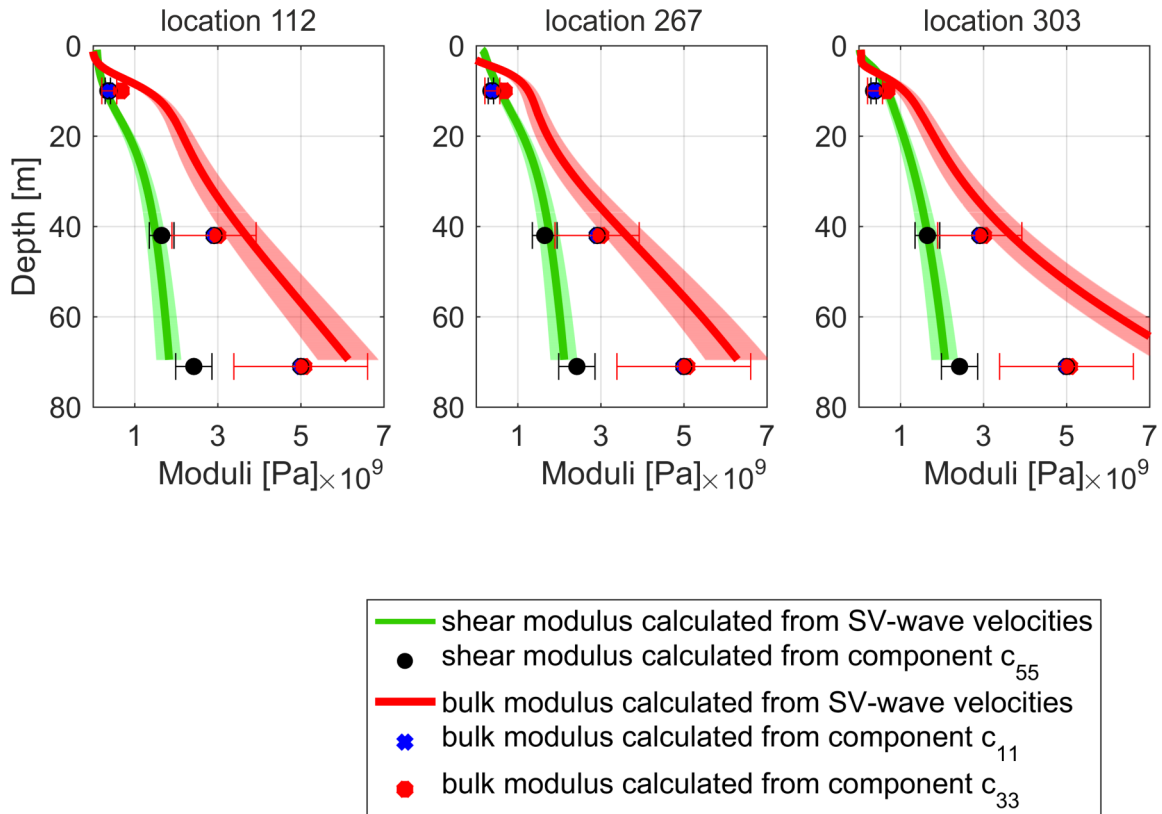 location 112
location 267
location 303
0
20
40
60
80
Depth [m]
1 3 5 7
Moduli [Pa]×10⁹
0
20
40
60
80
1 3 5 7
Moduli [Pa]×10⁹
0
20
40
60
80
1 3 5 7
Moduli [Pa]×10⁹
shear modulus calculated from SV-wave velocities
shear modulus calculated from component c₅₅
bulk modulus calculated from SV-wave velocities
bulk modulus calculated from component c₁₁
bulk modulus calculated from component c₃₃